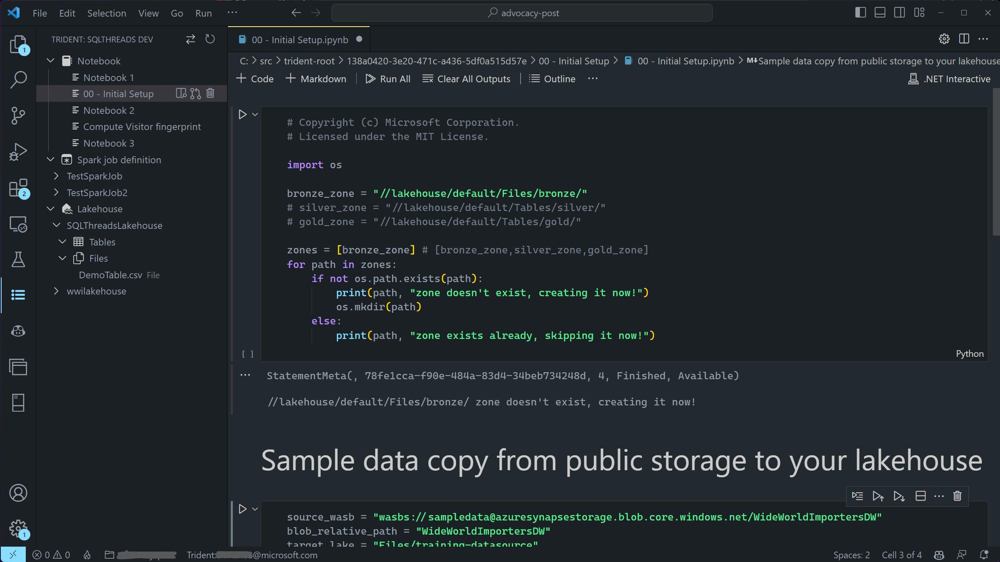 File Edit Selection View Go Run ··· advocacy-post
TRIDENT: SQLTHREADS DEV
00 - Initial Setup.ipynb
C: > src > trident-root > 138a0420-3e20-471c-a436-5df0a515d57e > 00 - Initial Setup > 00 - Initial Setup.ipynb > M↓Sample data copy from public storage to your lakehouse
+ Code + Markdown Run All Clear All Outputs Outline ··· .NET Interactive
1
2
Notebook
Notebook 1
00 - Initial Setup
Notebook 2
Compute Visitor fingerprint
Notebook 3
Spark job definition
TestSparkJob
TestSparkJob2
Lakehouse
SQLThreadsLakehouse
Tables
Files
DemoTable.csv File
wwilakehouse
1
# Copyright (c) Microsoft Corporation.
# Licensed under the MIT License.
import os
bronze_zone = "//lakehouse/default/Files/bronze/"
# silver_zone = "//lakehouse/default/Tables/silver/"
# gold_zone = "//lakehouse/default/Tables/gold/"
zones = [bronze_zone] # [bronze_zone,silver_zone,gold_zone]
for path in zones:
if not os.path.exists(path):
print(path, "zone doesn't exist, creating it now!")
os.mkdir(path)
else:
print(path, "zone exists already, skipping it now!")
[ ] Python
StatementMeta(, 78fe1cca-f90e-484a-83d4-34beb734248d, 4, Finished, Available)
//lakehouse/default/Files/bronze/ zone doesn't exist, creating it now!
Sample data copy from public storage to your lakehouse
source_wasb = "wasbs://sampledata@azuresynapsestorage.blob.core.windows.net/WideWorldImportersDW"
blob_relative_path = "WideWorldImportersDW"
target_lake = "Files/training-datasource"
0 0 Trident: @microsoft.com Spaces: 2 Cell 3 of 4